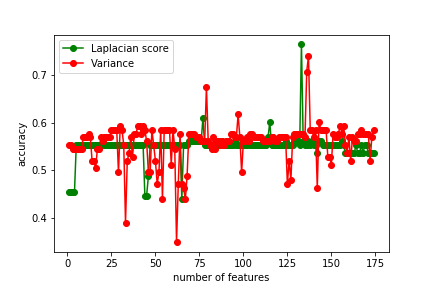 Laplacian score
Variance
accuracy
0.7
0.6
0.5
0.4
0 25 50 75 100 125 150 175
number of features